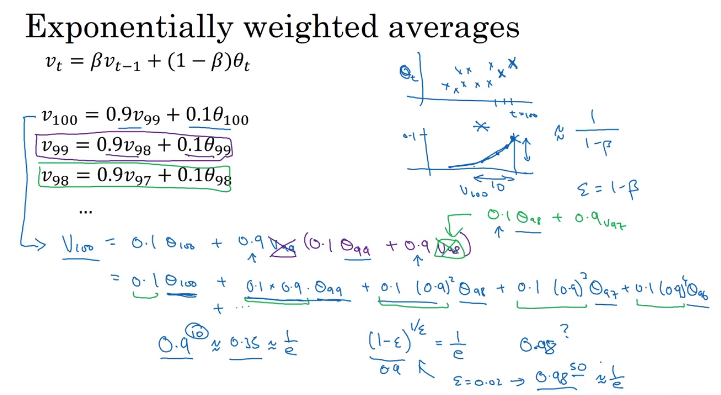 Exponentially weighted averages
v_t = βv_{t−1} + (1 − β)θ_t
v_100 = 0.9v_99 + 0.1θ_100
v_99 = 0.9v_98 + 0.1θ_99
v_98 = 0.9v_97 + 0.1θ_98
...
θ_t
t=100
0.1
V_100
10
≈ 1/(1-β)
ε = 1-β
0.1 θ_98 + 0.9 v_97
V_100 = 0.1 θ_100 + 0.9 v_99 (0.1 θ_99 + 0.9 v_98)
= 0.1 θ_100 + 0.1 × 0.9 · θ_99 + 0.1 (0.9)^2 θ_98 + 0.1 (0.9)^3 θ_97 + 0.1 (0.9)^4 θ_96
+ ...
0.9^10 ≈ 0.35 ≈ 1/e
(1-ε)^{1/ε} = 1/e
0.9
0.98 ?
ε=0.02 → 0.98^50 ≈ 1/e